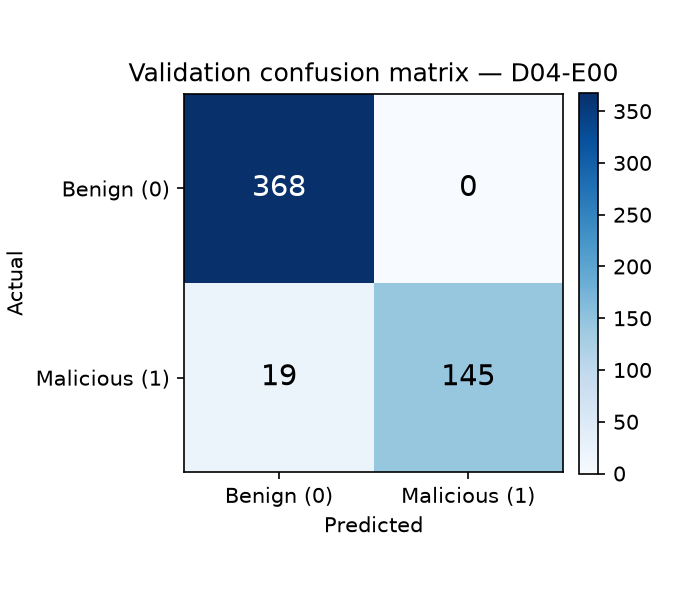 Validation confusion matrix — D04-E00
Actual
Benign (0)
368
0
Malicious (1)
19
145
Benign (0)
Malicious (1)
Predicted
350
300
250
200
150
100
50
0